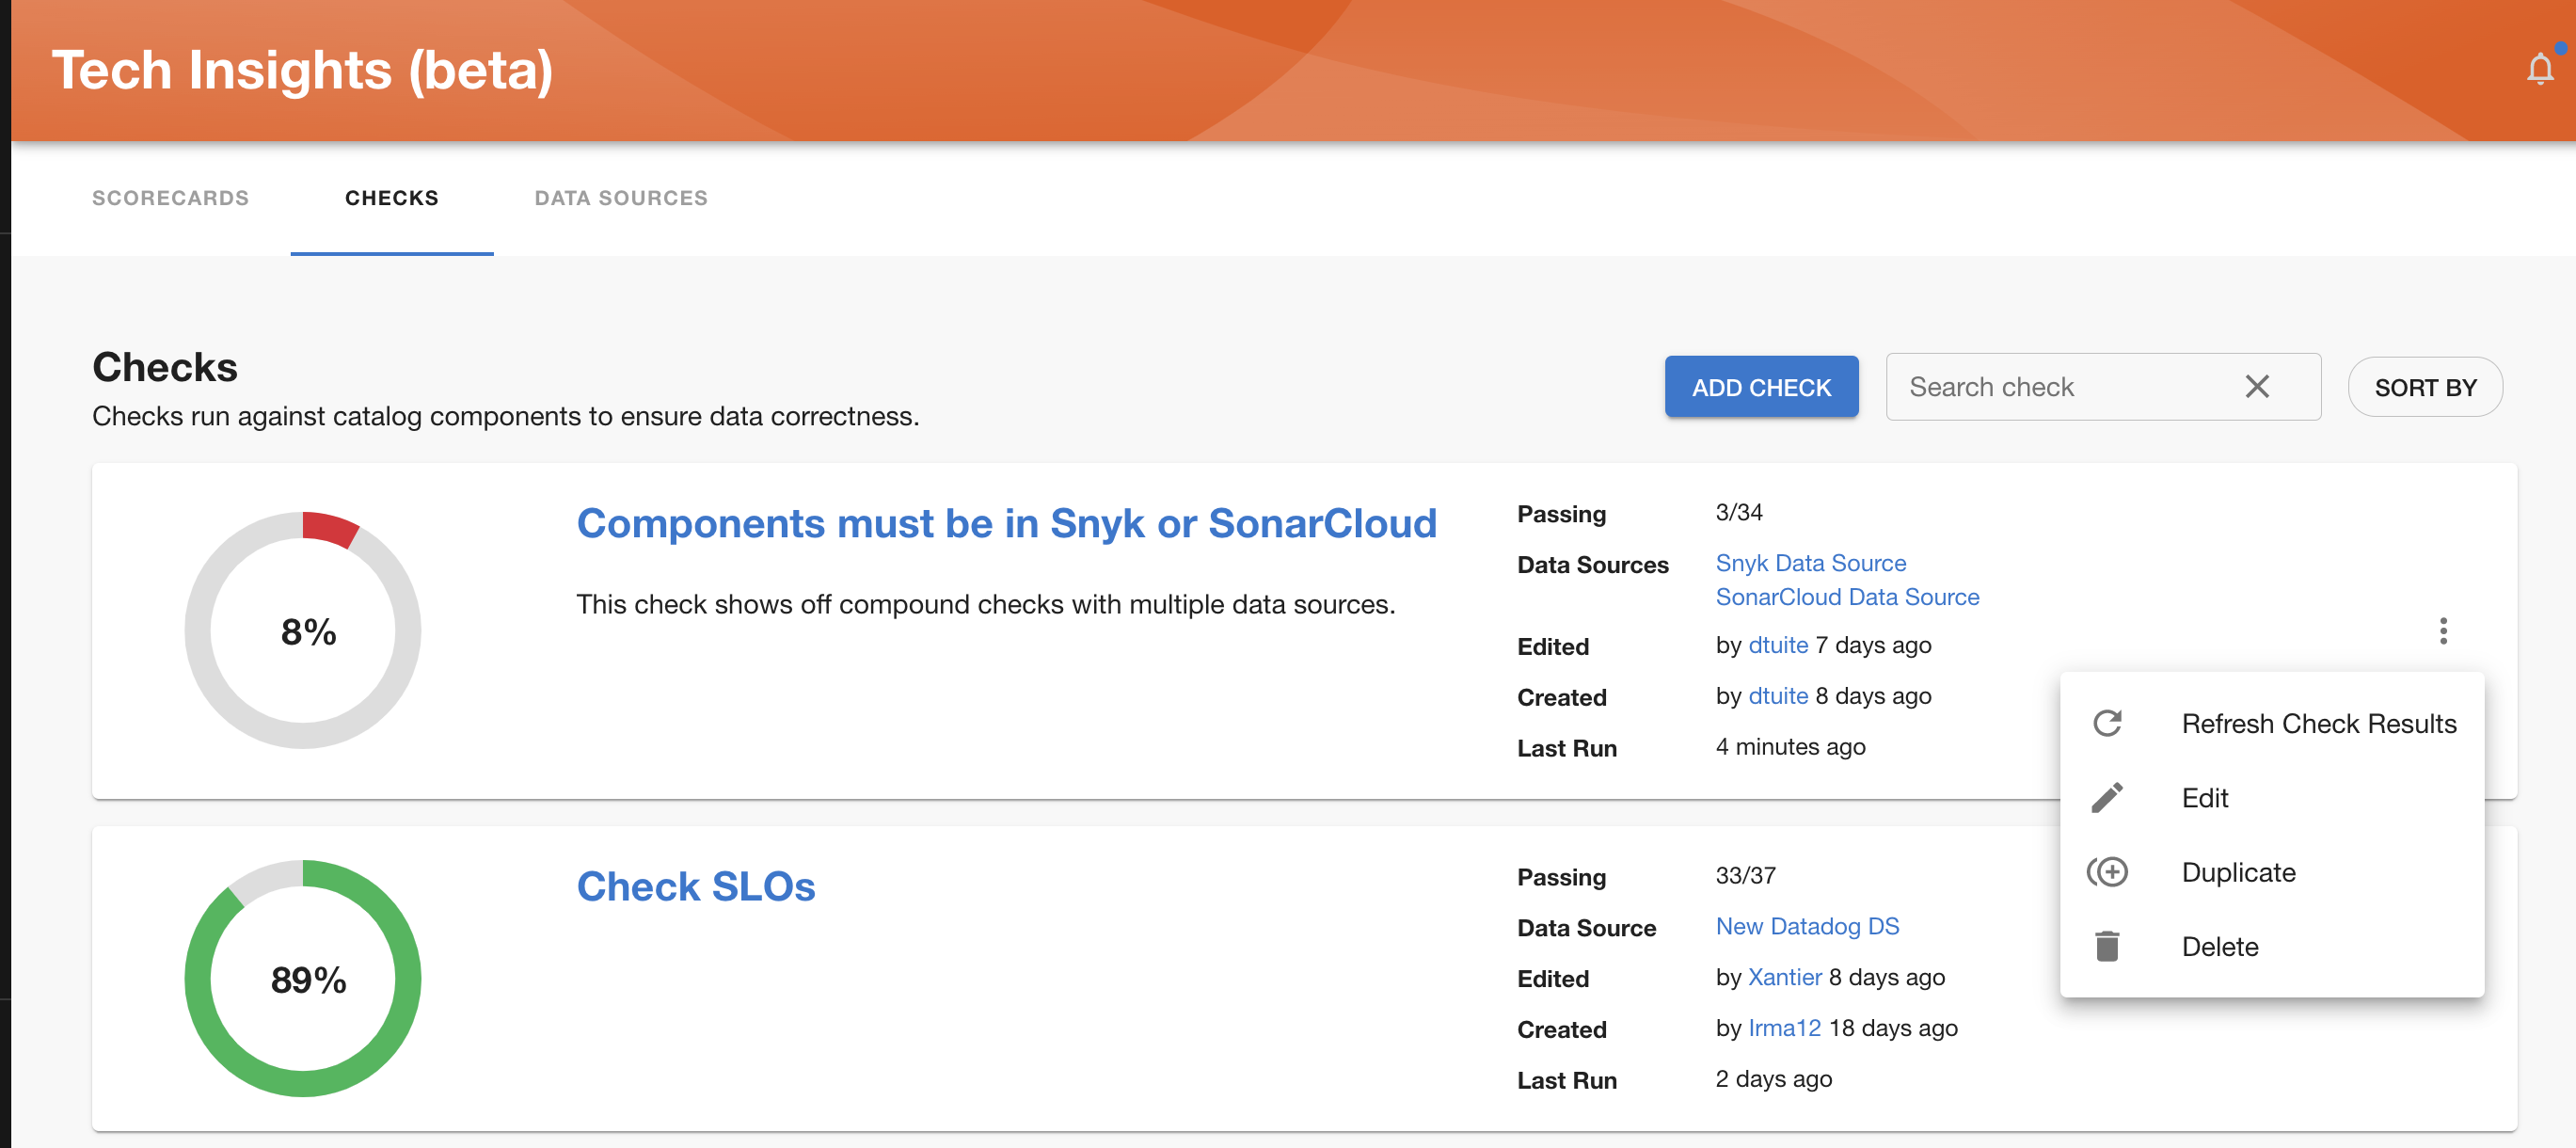 Tech Insights (beta)
SCORECARDS
CHECKS
DATA SOURCES
Checks
Checks run against catalog components to ensure data correctness.
ADD CHECK
Search check
SORT BY
8%
Components must be in Snyk or SonarCloud
This check shows off compound checks with multiple data sources.
Passing 3/34
Data Sources Snyk Data Source
SonarCloud Data Source
Edited by dtuite 7 days ago
Created by dtuite 8 days ago
Last Run 4 minutes ago
Refresh Check Results
Edit
Duplicate
Delete
89%
Check SLOs
Passing 33/37
Data Source New Datadog DS
Edited by Xantier 8 days ago
Created by Irma12 18 days ago
Last Run 2 days ago